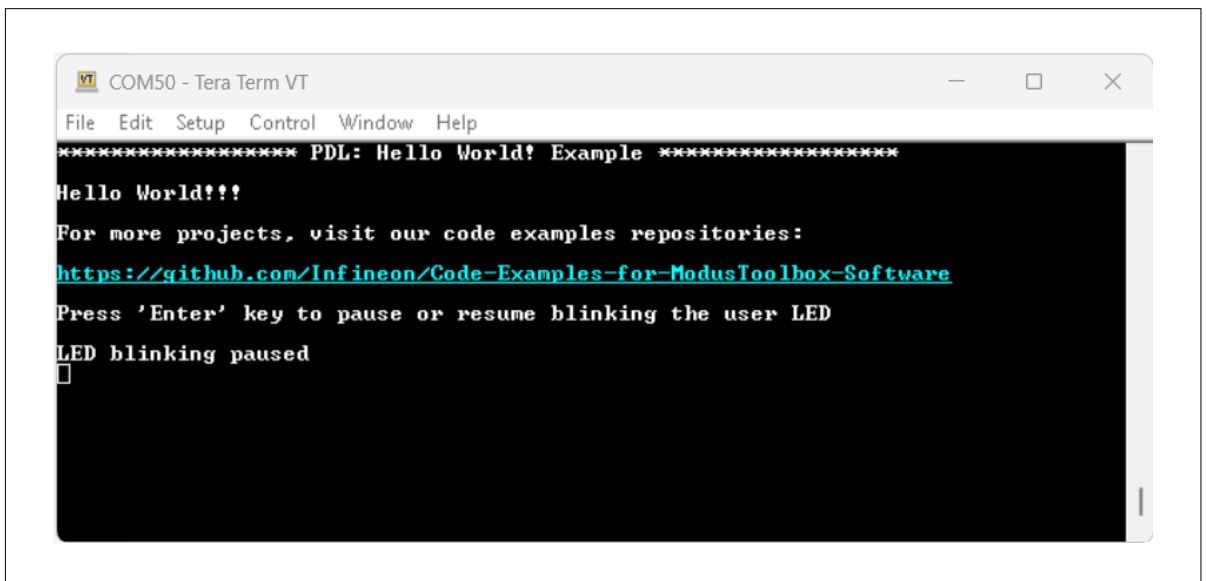 COM50 - Tera Term VT
File Edit Setup Control Window Help
****************** PDL: Hello World! Example ******************
Hello World!!!
For more projects, visit our code examples repositories:
https://github.com/Infineon/Code-Examples-for-ModusToolbox-Software
Press 'Enter' key to pause or resume blinking the user LED
LED blinking paused